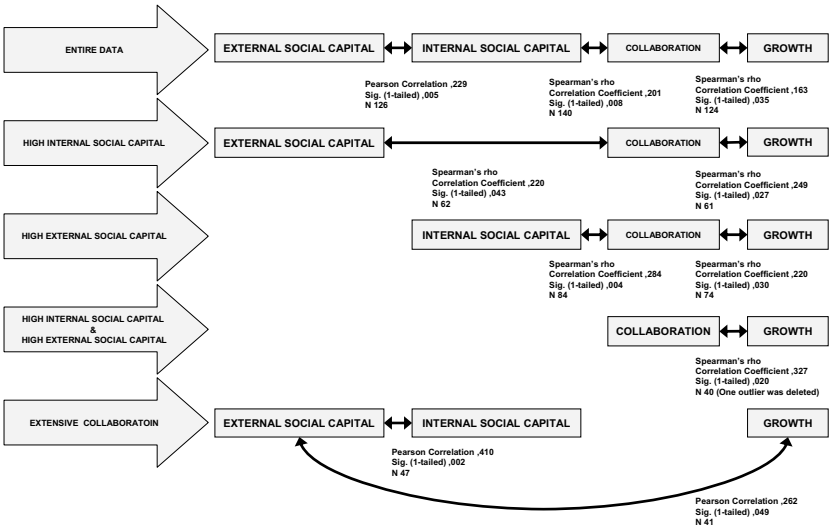 ENTIRE DATA
EXTERNAL SOCIAL CAPITAL
INTERNAL SOCIAL CAPITAL
COLLABORATION
GROWTH
Pearson Correlation ,229
Sig. (1-tailed) ,005
N 126
Spearman's rho
Correlation Coefficient ,201
Sig. (1-tailed) ,008
N 140
Spearman's rho
Correlation Coefficient ,163
Sig. (1-tailed) ,035
N 124
HIGH INTERNAL SOCIAL CAPITAL
EXTERNAL SOCIAL CAPITAL
COLLABORATION
GROWTH
Spearman's rho
Correlation Coefficient ,220
Sig. (1-tailed) ,043
N 62
Spearman's rho
Correlation Coefficient ,249
Sig. (1-tailed) ,027
N 61
HIGH EXTERNAL SOCIAL CAPITAL
INTERNAL SOCIAL CAPITAL
COLLABORATION
GROWTH
Spearman's rho
Correlation Coefficient ,284
Sig. (1-tailed) ,004
N 84
Spearman's rho
Correlation Coefficient ,220
Sig. (1-tailed) ,030
N 74
HIGH INTERNAL SOCIAL CAPITAL
&
HIGH EXTERNAL SOCIAL CAPITAL
COLLABORATION
GROWTH
Spearman's rho
Correlation Coefficient ,327
Sig. (1-tailed) ,020
N 40 (One outlier was deleted)
EXTENSIVE COLLABORATOIN
EXTERNAL SOCIAL CAPITAL
INTERNAL SOCIAL CAPITAL
GROWTH
Pearson Correlation ,410
Sig. (1-tailed) ,002
N 47
Pearson Correlation ,262
Sig. (1-tailed) ,049
N 41